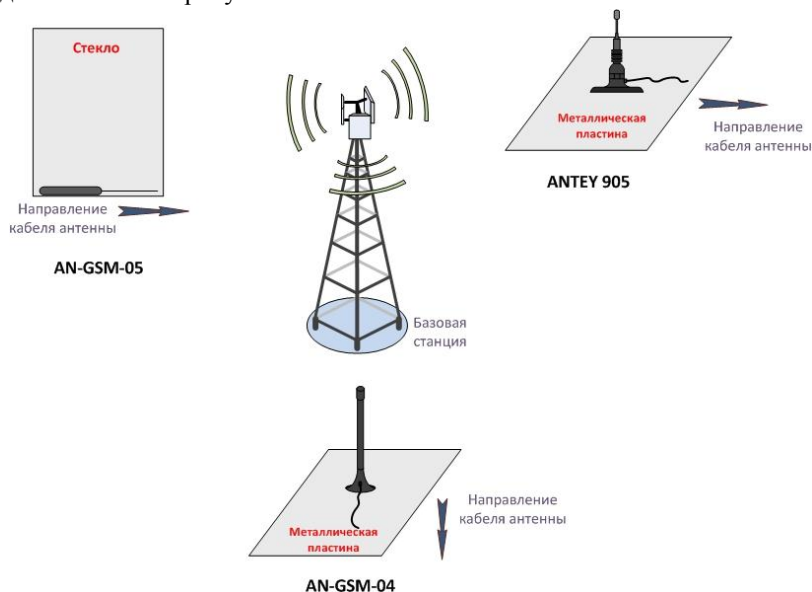 Стекло
Направление
кабеля антенны
AN-GSM-05
Металлическая
пластина
Направление
кабеля антенны
ANTEY 905
Базовая
станция
Направление
кабеля антенны
Металлическая
пластина
AN-GSM-04